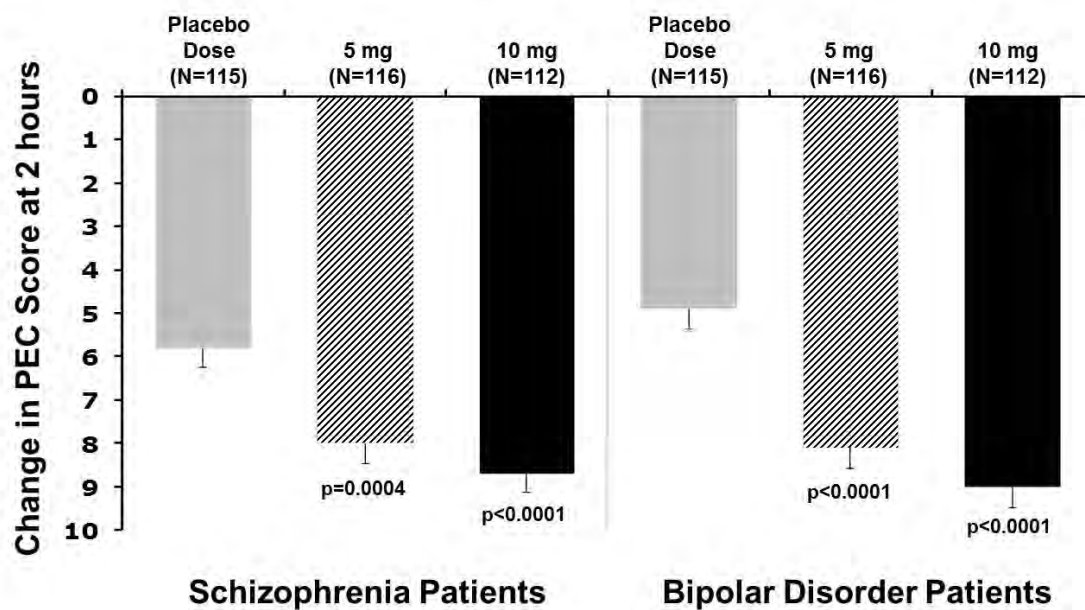 Placebo
Dose
(N=115)
5 mg
(N=116)
10 mg
(N=112)
Placebo
Dose
(N=115)
5 mg
(N=116)
10 mg
(N=112)
Change in PEC Score at 2 hours
0
1
2
3
4
5
6
7
8
9
10
p=0.0004
p<0.0001
p<0.0001
p<0.0001
Schizophrenia Patients
Bipolar Disorder Patients